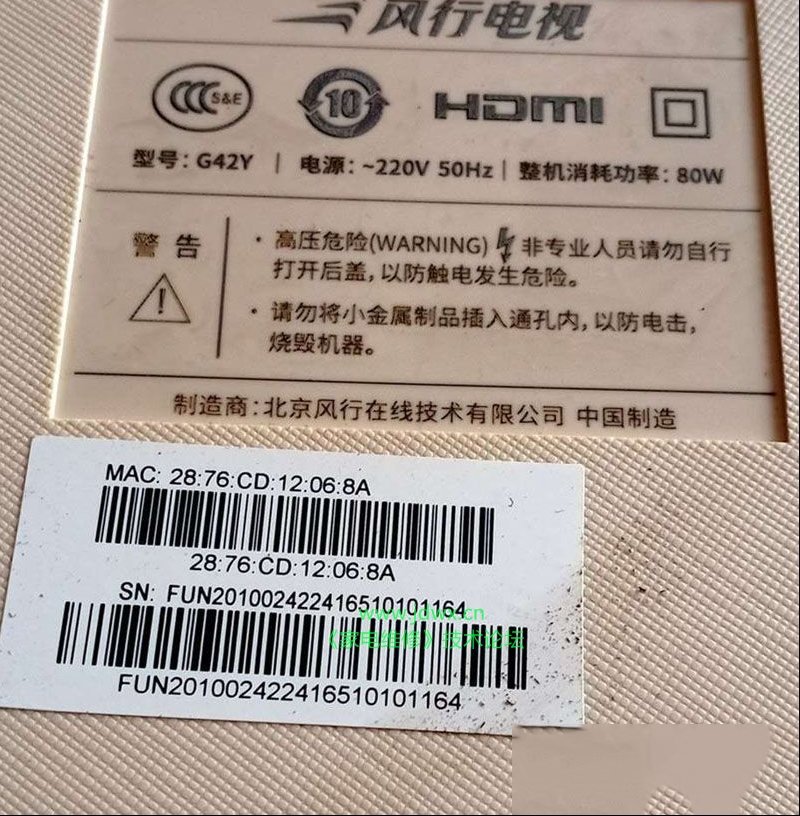 风行电视
CCC S&E
10
HDMI
型号：G42Y | 电源：~220V 50Hz | 整机消耗功率：80W
警 告
· 高压危险(WARNING) 非专业人员请勿自行
打开后盖，以防触电发生危险。
· 请勿将小金属制品插入通孔内，以防电击，
烧毁机器。
制造商：北京风行在线技术有限公司 中国制造
MAC: 28:76:CD:12:06:8A
28:76:CD:12:06:8A
SN: FUN201002422416510101164
www.jdwx.cn
《家电维修》技术论坛
FUN201002422416510101164